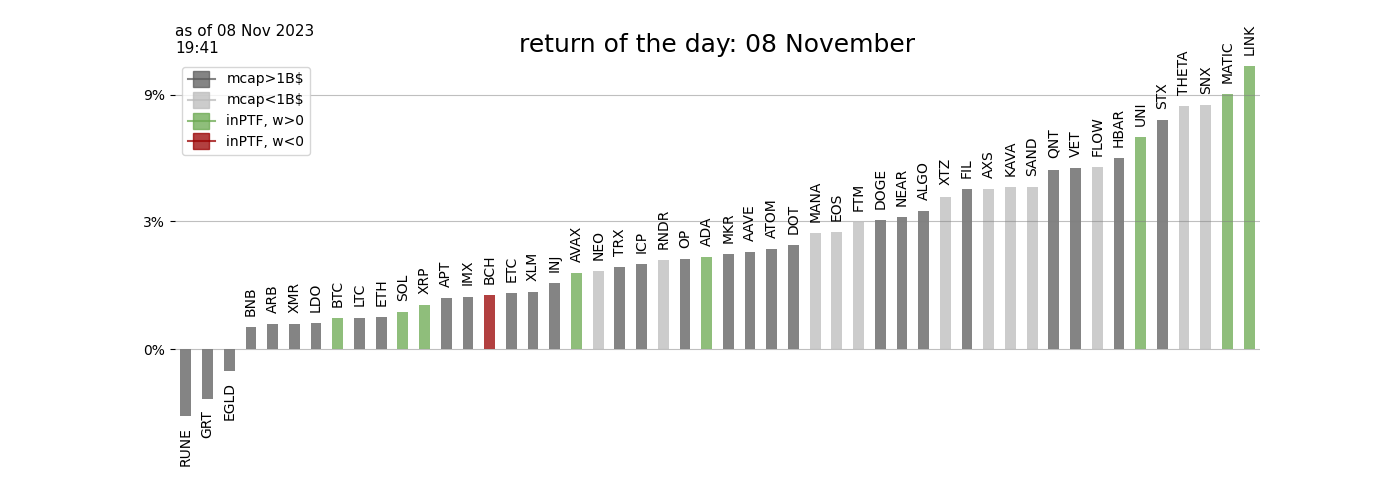 as of 08 Nov 2023
19:41
return of the day: 08 November
mcap>1B$
mcap<1B$
inPTF, w>0
inPTF, w<0
9%
3%
0%
RUNE
GRT
EGLD
BNB
ARB
XMR
LDO
BTC
LTC
ETH
SOL
XRP
APT
IMX
BCH
ETC
XLM
INJ
AVAX
NEO
TRX
ICP
RNDR
OP
ADA
MKR
AAVE
ATOM
DOT
MANA
EOS
FTM
DOGE
NEAR
ALGO
XTZ
FIL
AXS
KAVA
SAND
QNT
VET
FLOW
HBAR
UNI
STX
THETA
SNX
MATIC
LINK